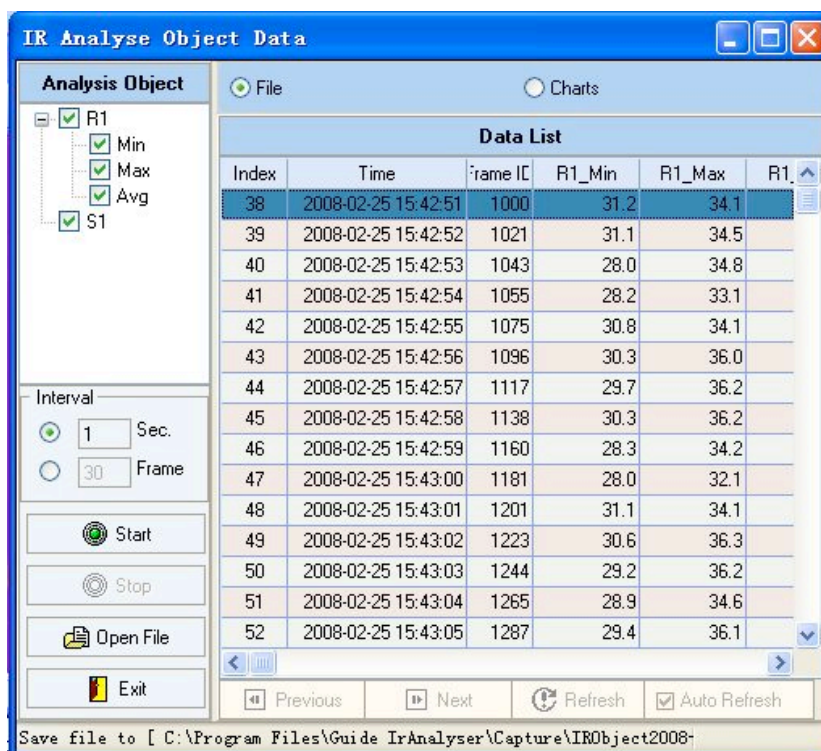 IR Analyse Object Data
Analysis Object
R1
Min
Max
Avg
S1
File Charts
Data List
Index Time Frame ID R1_Min R1_Max R1_
38 2008-02-25 15:42:51 1000 31.2 34.1
39 2008-02-25 15:42:52 1021 31.1 34.5
40 2008-02-25 15:42:53 1043 28.0 34.8
41 2008-02-25 15:42:54 1055 28.2 33.1
42 2008-02-25 15:42:55 1075 30.8 34.1
43 2008-02-25 15:42:56 1096 30.3 36.0
44 2008-02-25 15:42:57 1117 29.7 36.2
45 2008-02-25 15:42:58 1138 30.3 36.2
46 2008-02-25 15:42:59 1160 28.3 34.2
47 2008-02-25 15:43:00 1181 28.0 32.1
48 2008-02-25 15:43:01 1201 31.1 34.1
49 2008-02-25 15:43:02 1223 30.6 36.3
50 2008-02-25 15:43:03 1244 29.2 36.2
51 2008-02-25 15:43:04 1265 28.9 34.6
52 2008-02-25 15:43:05 1287 29.4 36.1
Interval
1 Sec.
30 Frame
Start
Stop
Open File
Exit
Previous Next Refresh Auto Refresh
Save file to [ C:\Program Files\Guide IrAnalyser\Capture\IRObject2008-